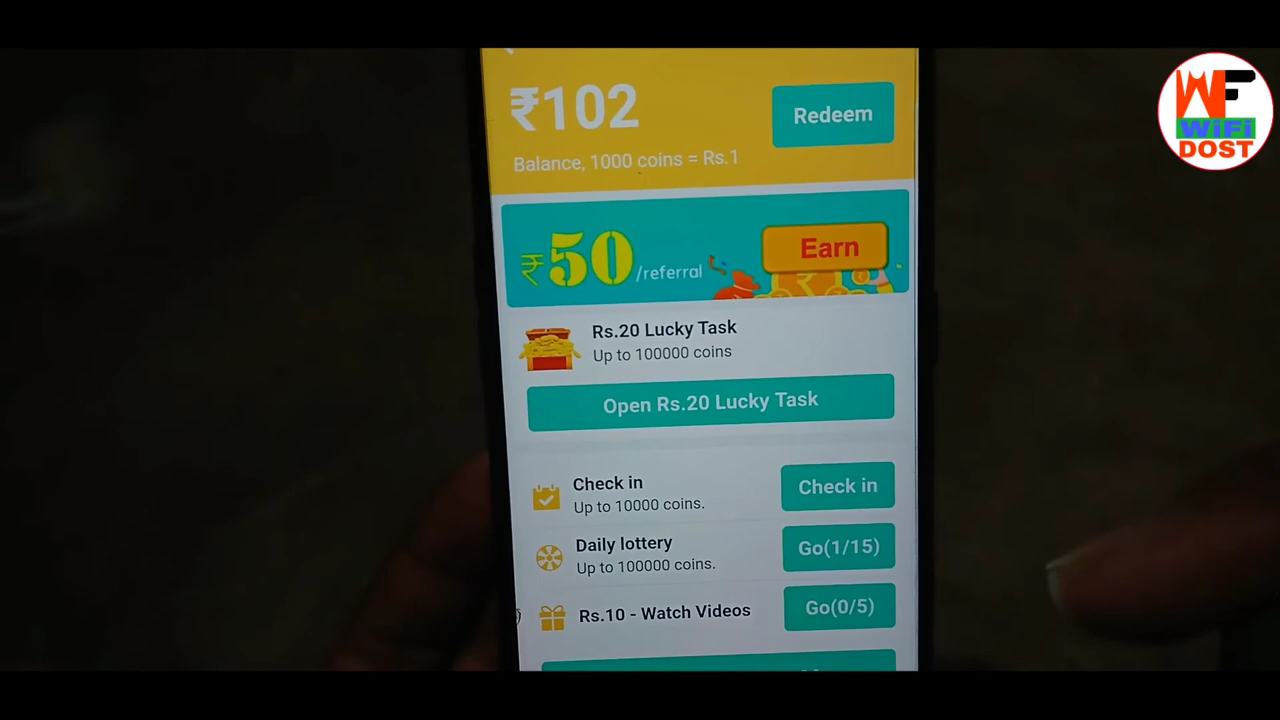 ₹102
Redeem
Balance, 1000 coins = Rs.1
₹50/referral
Earn
Rs.20 Lucky Task
Up to 100000 coins
Open Rs.20 Lucky Task
Check in
Up to 10000 coins.
Check in
Daily lottery
Up to 100000 coins.
Go(1/15)
Rs.10 - Watch Videos
Go(0/5)
WF
WiFi
DOST